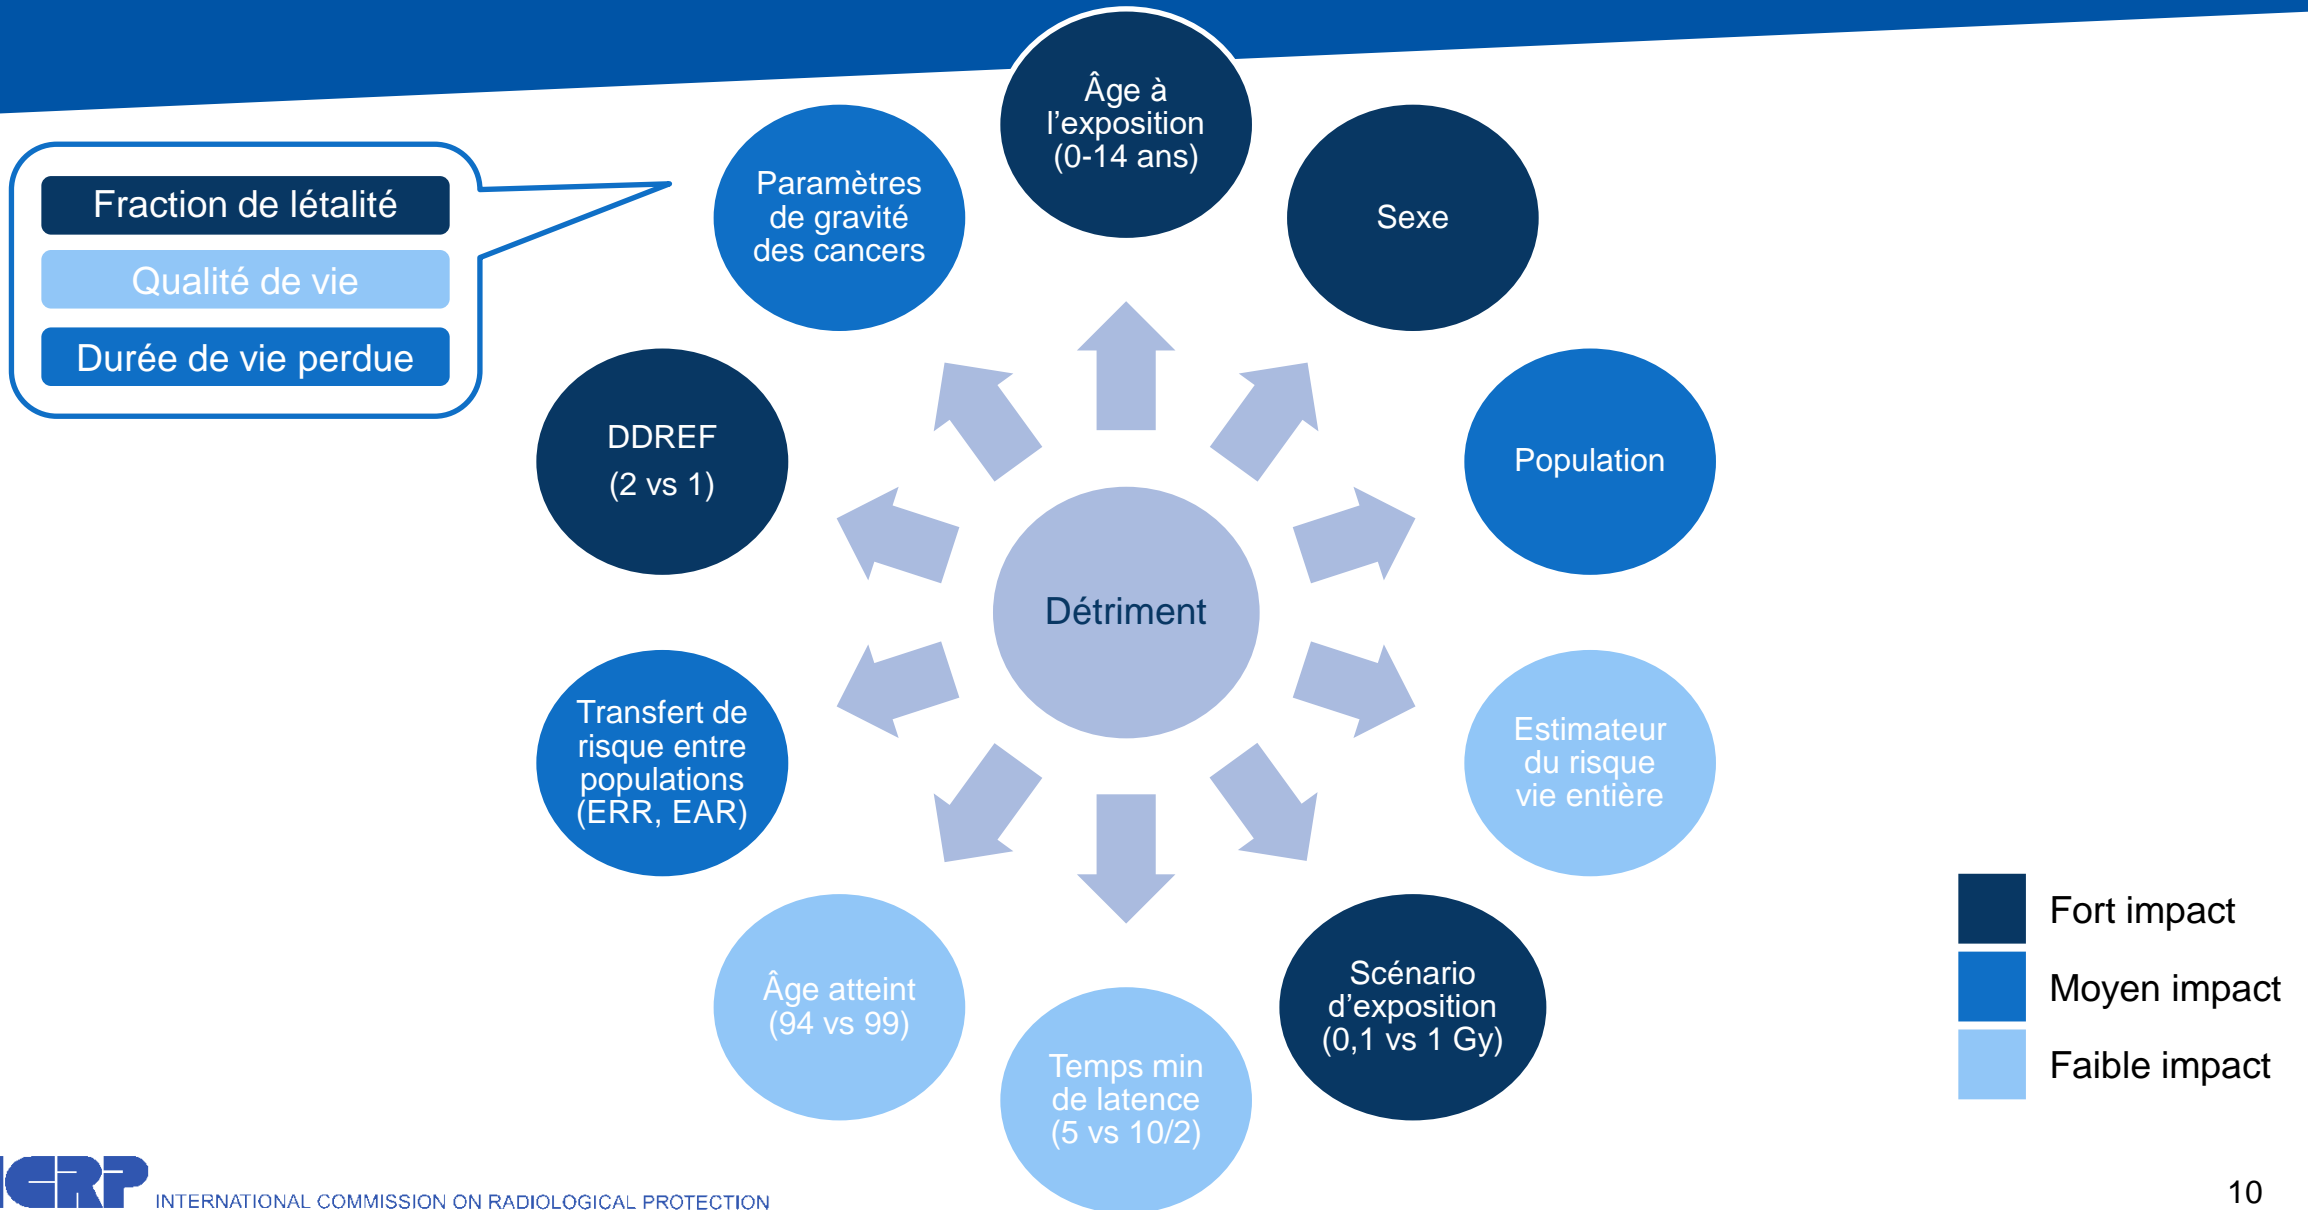 Fraction de létalité
Qualité de vie
Durée de vie perdue
Âge à
l’exposition
(0-14 ans)
Sexe
Population
Estimateur
du risque
vie entière
Scénario
d’exposition
(0,1 vs 1 Gy)
Temps min
de latence
(5 vs 10/2)
Âge atteint
(94 vs 99)
Transfert de
risque entre
populations
(ERR, EAR)
DDREF
(2 vs 1)
Paramètres
de gravité
des cancers
Détriment
Fort impact
Moyen impact
Faible impact
ICRP
INTERNATIONAL COMMISSION ON RADIOLOGICAL PROTECTION
10